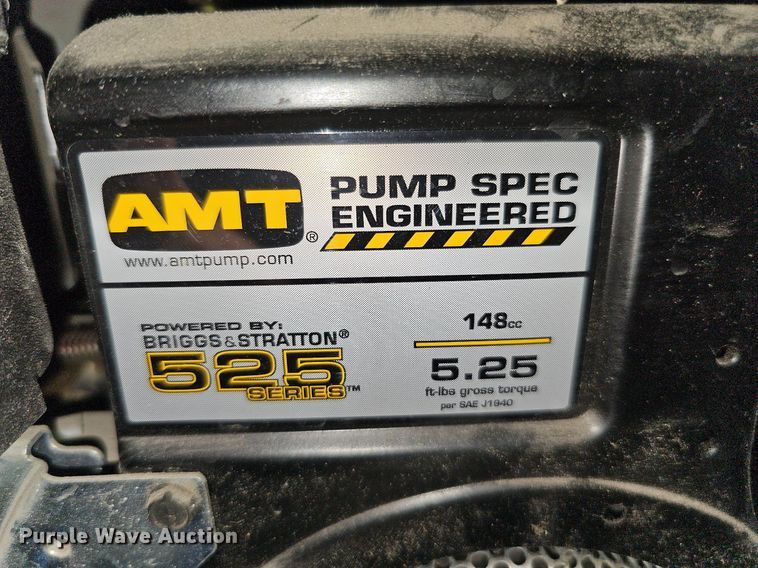 AMT®
PUMP SPEC
ENGINEERED
www.amtpump.com
POWERED BY:
BRIGGS&STRATTON®
525
SERIES™
148cc
5.25
ft-lbs gross torque
per SAE J1940
Purple Wave Auction